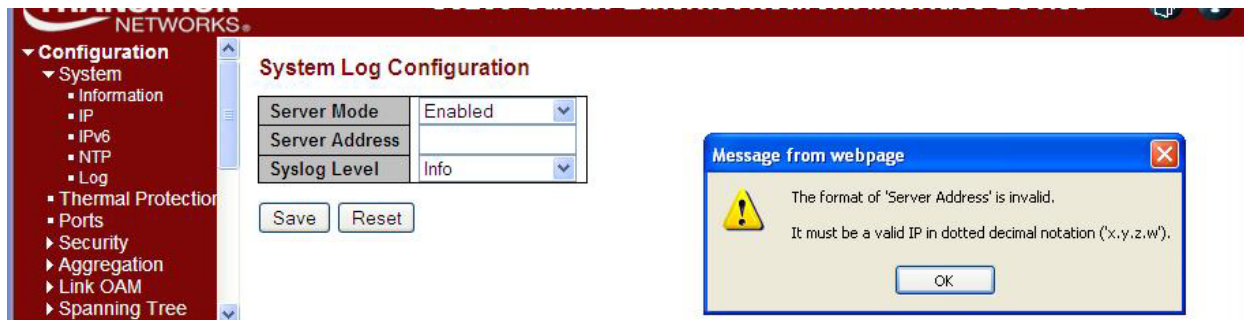 NETWORKS®
Configuration
System
Information
IP
IPv6
NTP
Log
Thermal Protection
Ports
Security
Aggregation
Link OAM
Spanning Tree
System Log Configuration
Server Mode Enabled
Server Address
Syslog Level Info
Save Reset
Message from webpage
The format of 'Server Address' is invalid.
It must be a valid IP in dotted decimal notation ('x.y.z.w').
OK